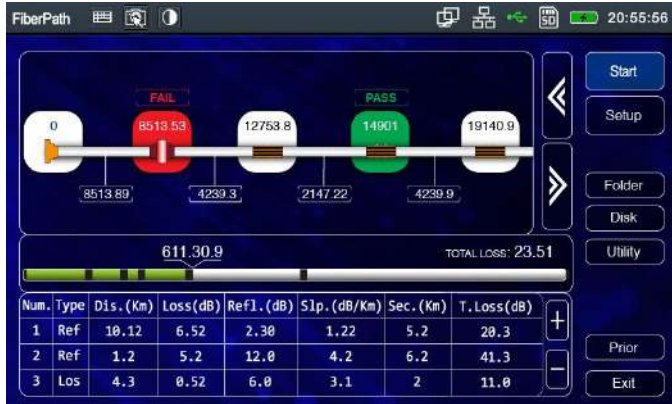 FiberPath
SD
20:55:56
FAIL
PASS
0
8513.53
12753.8
14901
19140.9
8513.89
4239.3
2147.22
4239.9
611.30.9
TOTAL LOSS: 23.51
Num. Type Dis.(Km) Loss(dB) Refl.(dB) Slp.(dB/Km) Sec.(Km) T.Loss(dB)
1 Ref 10.12 6.52 2.30 1.22 5.2 20.3
2 Ref 1.2 5.2 12.0 4.2 6.2 41.3
3 Los 4.3 0.52 6.0 3.1 2 11.0
+
−
Start
Setup
Folder
Disk
Utility
Prior
Exit